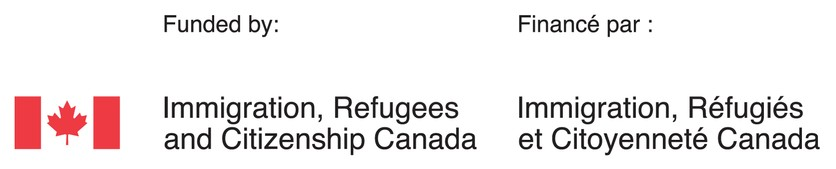 Funded by:
Immigration, Refugees
and Citizenship Canada
Financé par :
Immigration, Réfugiés
et Citoyenneté Canada